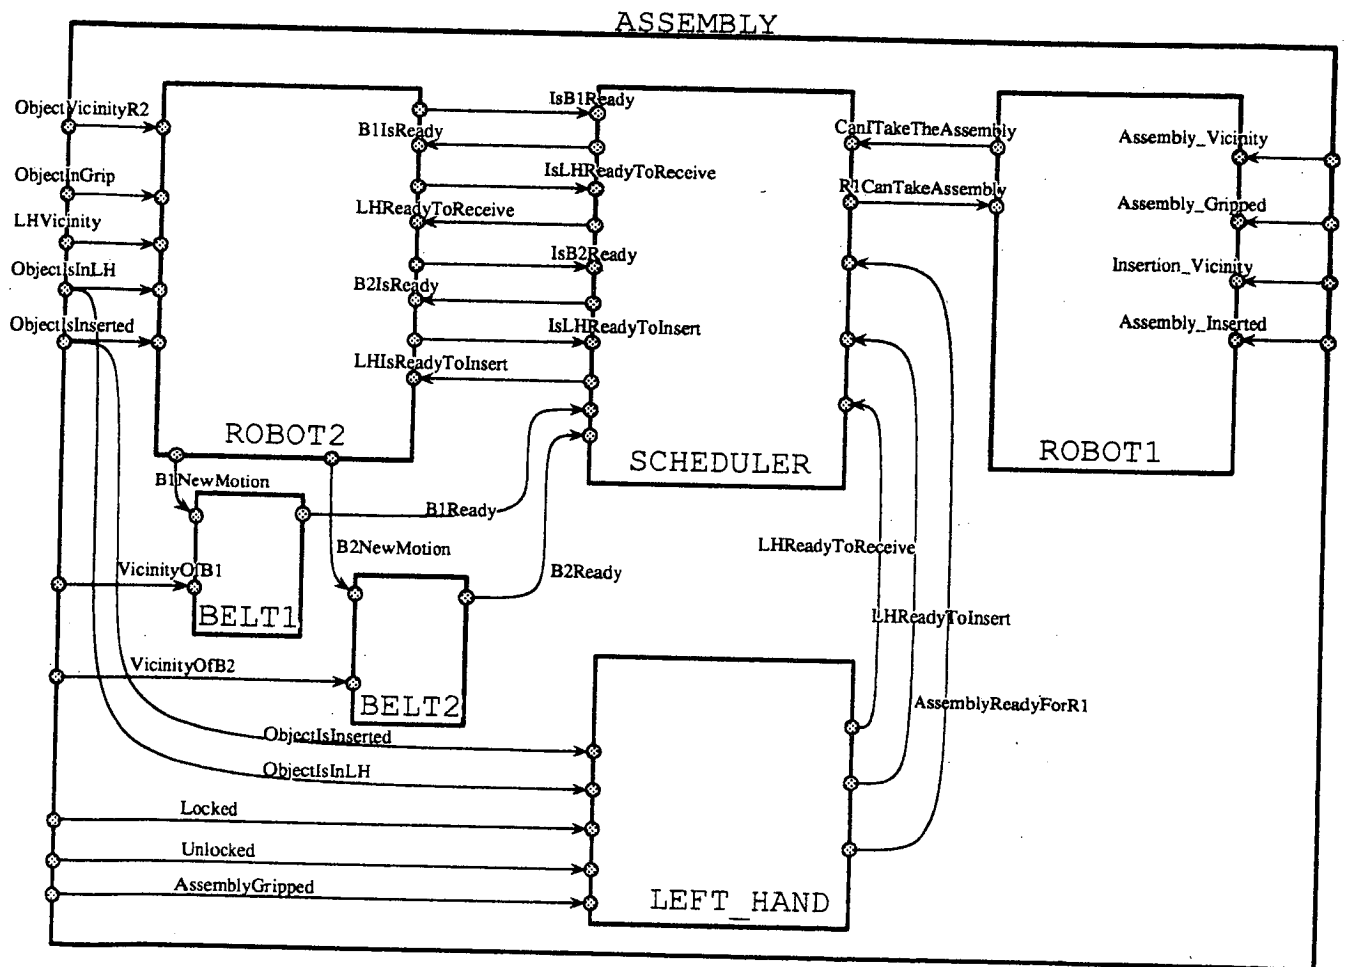 ASSEMBLY
ObjectVicinityR2
IsB1Ready
B1IsReady
CanITakeTheAssembly
Assembly_Vicinity
ObjectInGrip
IsLHReadyToReceive
R1CanTakeAssembly
Assembly_Gripped
LHVicinity
LHReadyToReceive
ObjectIsInLH
IsB2Ready
Insertion_Vicinity
B2IsReady
ObjectIsInserted
IsLHReadyToInsert
Assembly_Inserted
LHIsReadyToInsert
ROBOT2
SCHEDULER
ROBOT1
B1NewMotion
B1Ready
B2NewMotion
LHReadyToReceive
VicinityOfB1
B2Ready
BELT1
LHReadyToInsert
VicinityOfB2
BELT2
AssemblyReadyForR1
ObjectIsInserted
ObjectIsInLH
Locked
Unlocked
AssemblyGripped
LEFT_HAND